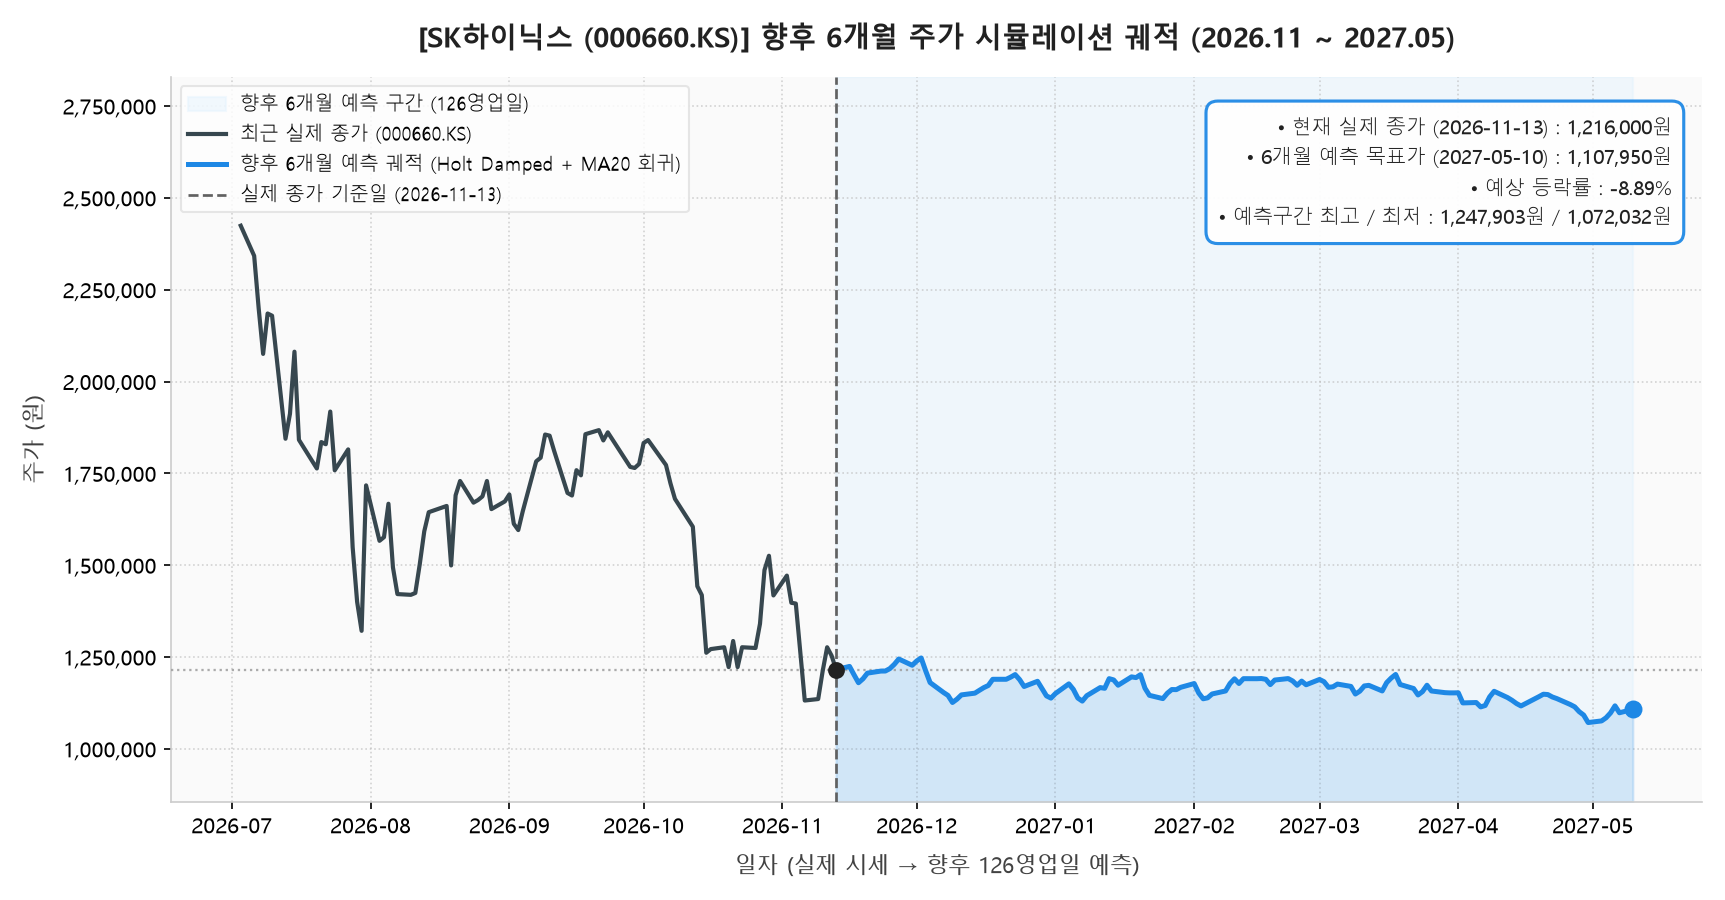 [SK하이닉스 (000660.KS)] 향후 6개월 주가 시뮬레이션 궤적 (2026.11 ~ 2027.05)
향후 6개월 예측 구간 (126영업일)
최근 실제 종가 (000660.KS)
향후 6개월 예측 궤적 (Holt Damped + MA20 회귀)
실제 종가 기준일 (2026-11-13)
• 현재 실제 종가 (2026-11-13) : 1,216,000원
• 6개월 예측 목표가 (2027-05-10) : 1,107,950원
• 예상 등락률 : -8.89%
• 예측구간 최고 / 최저 : 1,247,903원 / 1,072,032원
주가 (원)
2,750,000
2,500,000
2,250,000
2,000,000
1,750,000
1,500,000
1,250,000
1,000,000
2026-07 2026-08 2026-09 2026-10 2026-11 2026-12 2027-01 2027-02 2027-03 2027-04 2027-05
일자 (실제 시세 → 향후 126영업일 예측)